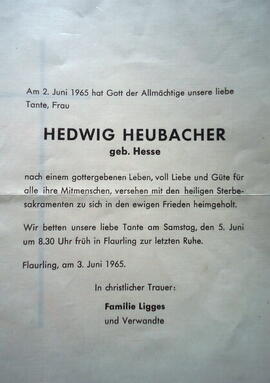 Am 2. Juni 1965 hat Gott der Allmächtige unsere liebe
Tante, Frau
HEDWIG HEUBACHER
geb. Hesse
nach einem gottergebenen Leben, voll Liebe und Güte für
alle ihre Mitmenschen, versehen mit den heiligen Sterbe-
sakramenten zu sich in den ewigen Frieden heimgeholt.
Wir betten unsere liebe Tante am Samstag, den 5. Juni
um 8.30 Uhr früh in Flaurling zur letzten Ruhe.
Flaurling, am 3. Juni 1965.
In christlicher Trauer:
Familie Ligges
und Verwandte